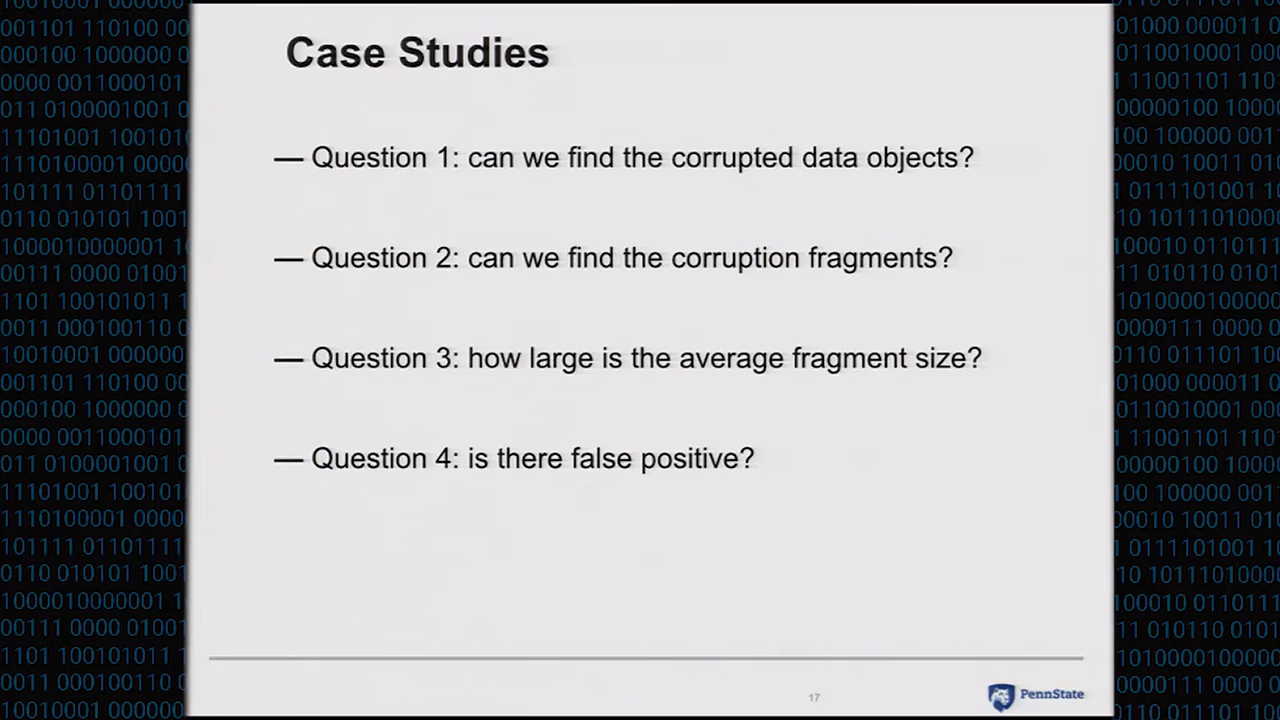 Case Studies
— Question 1: can we find the corrupted data objects?
— Question 2: can we find the corruption fragments?
— Question 3: how large is the average fragment size?
— Question 4: is there false positive?
17
PennState